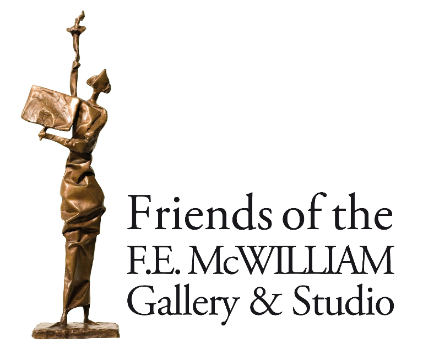 Friends of the
F.E. McWILLIAM
Gallery & Studio